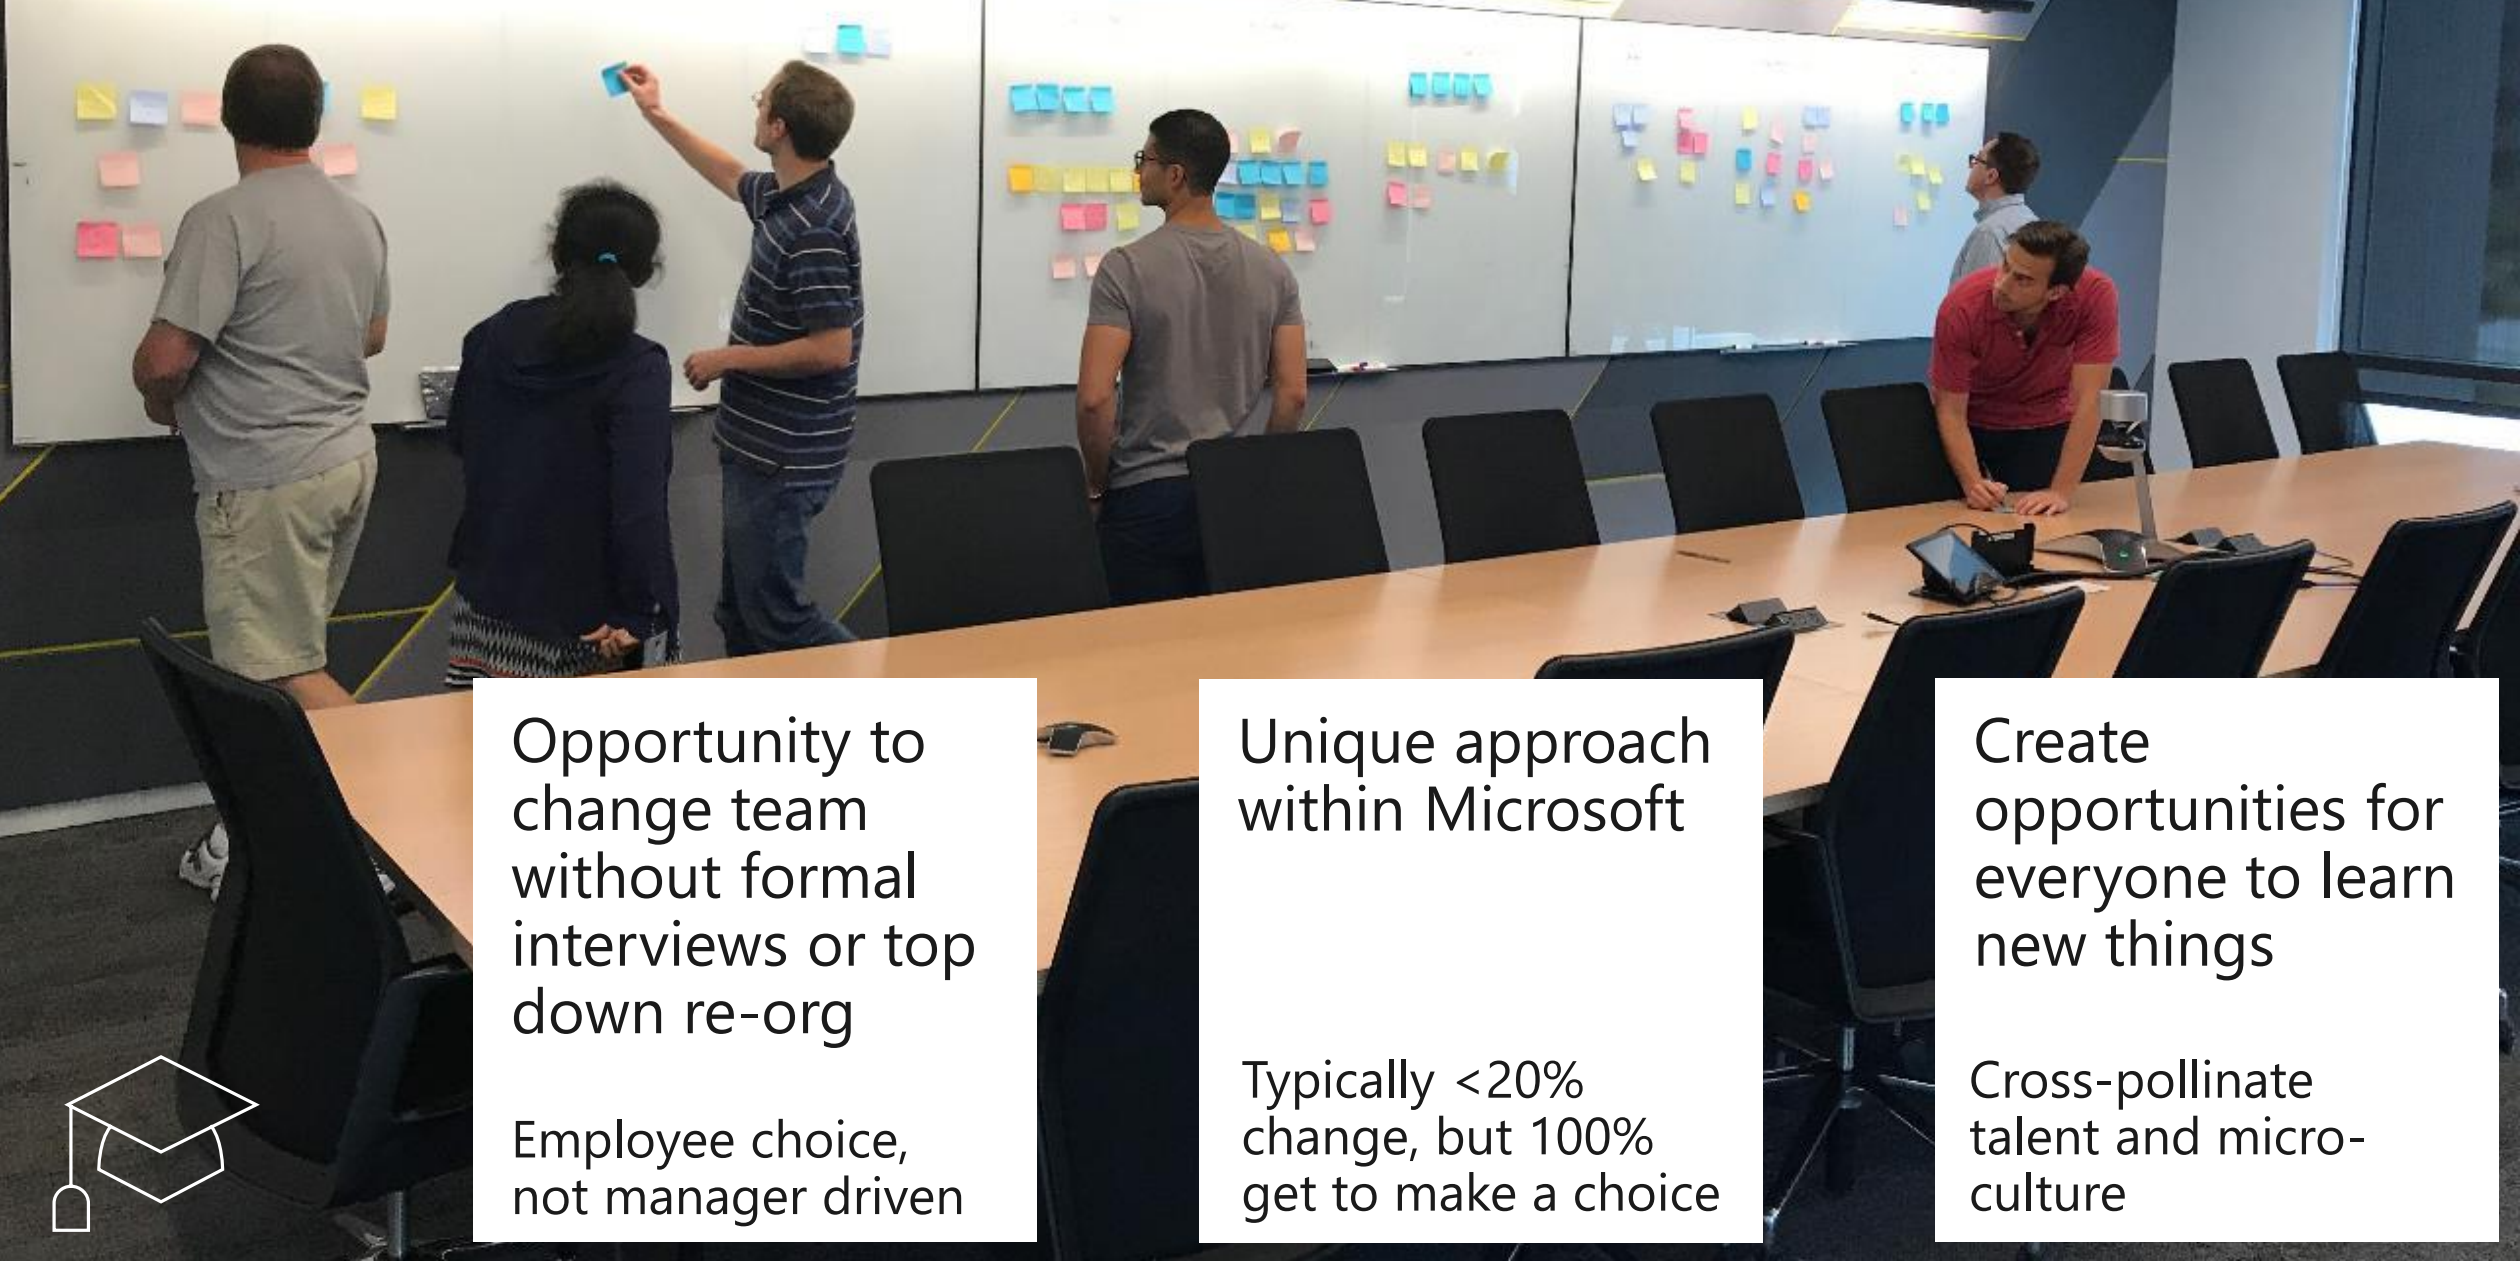 Opportunity to
change team
without formal
interviews or top
down re-org
Employee choice,
not manager driven
Unique approach
within Microsoft
Typically <20%
change, but 100%
get to make a choice
Create
opportunities for
everyone to learn
new things
Cross-pollinate
talent and micro-
culture